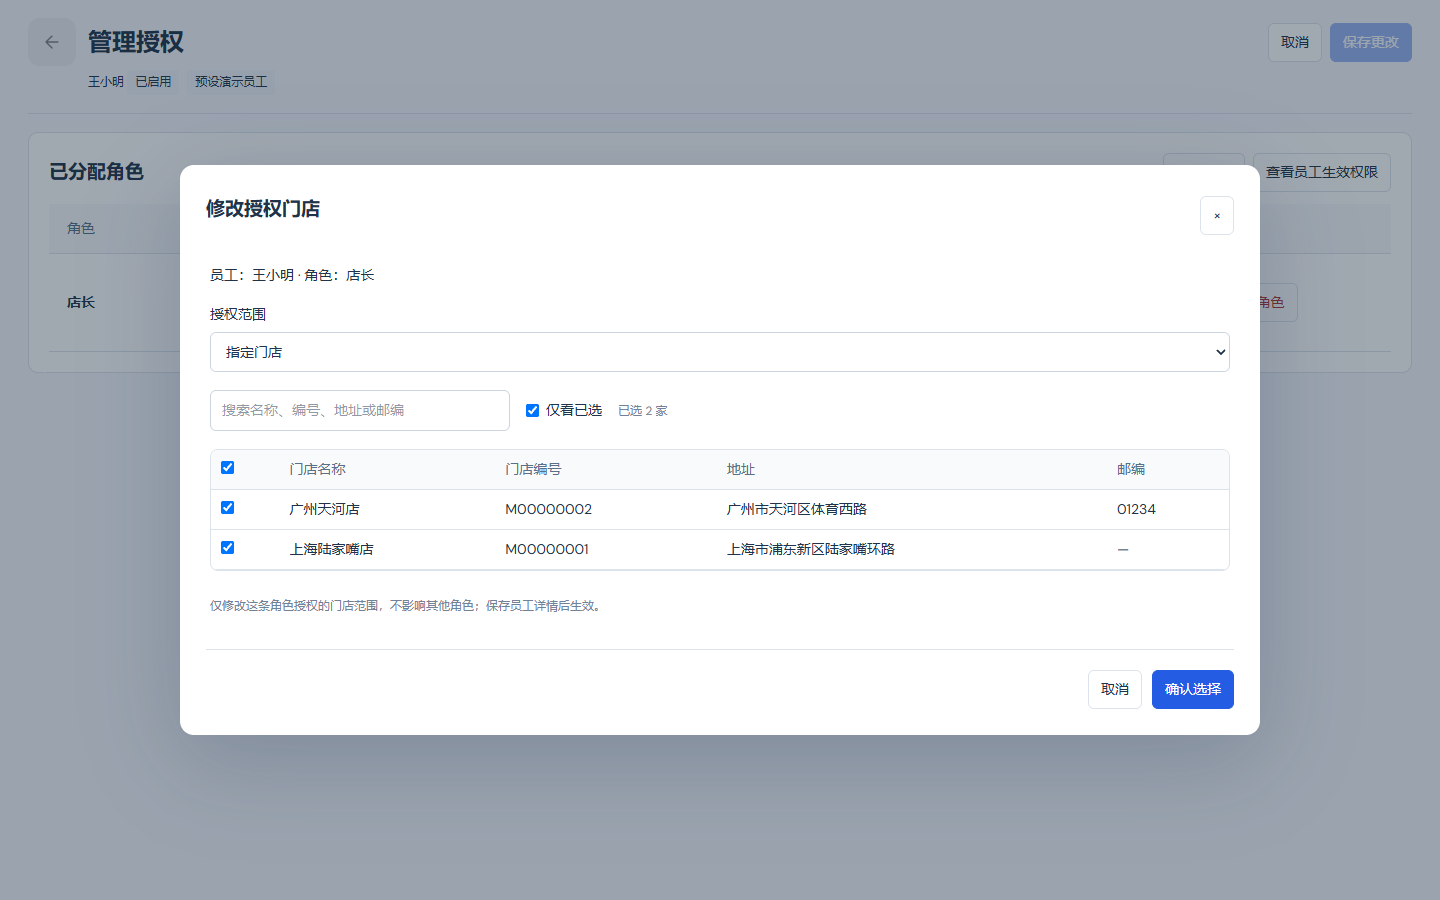 管理授权
取消
保存更改
王小明 已启用 预设演示员工
已分配角色
查看员工生效权限
角色
店长
角色
修改授权门店
×
员工：王小明 · 角色：店长
授权范围
指定门店
搜索名称、编号、地址或邮编
仅看已选 已选 2 家
门店名称 门店编号 地址 邮编
广州天河店 M00000002 广州市天河区体育西路 01234
上海陆家嘴店 M00000001 上海市浦东新区陆家嘴环路 —
仅修改这条角色授权的门店范围，不影响其他角色；保存员工详情后生效。
取消
确认选择